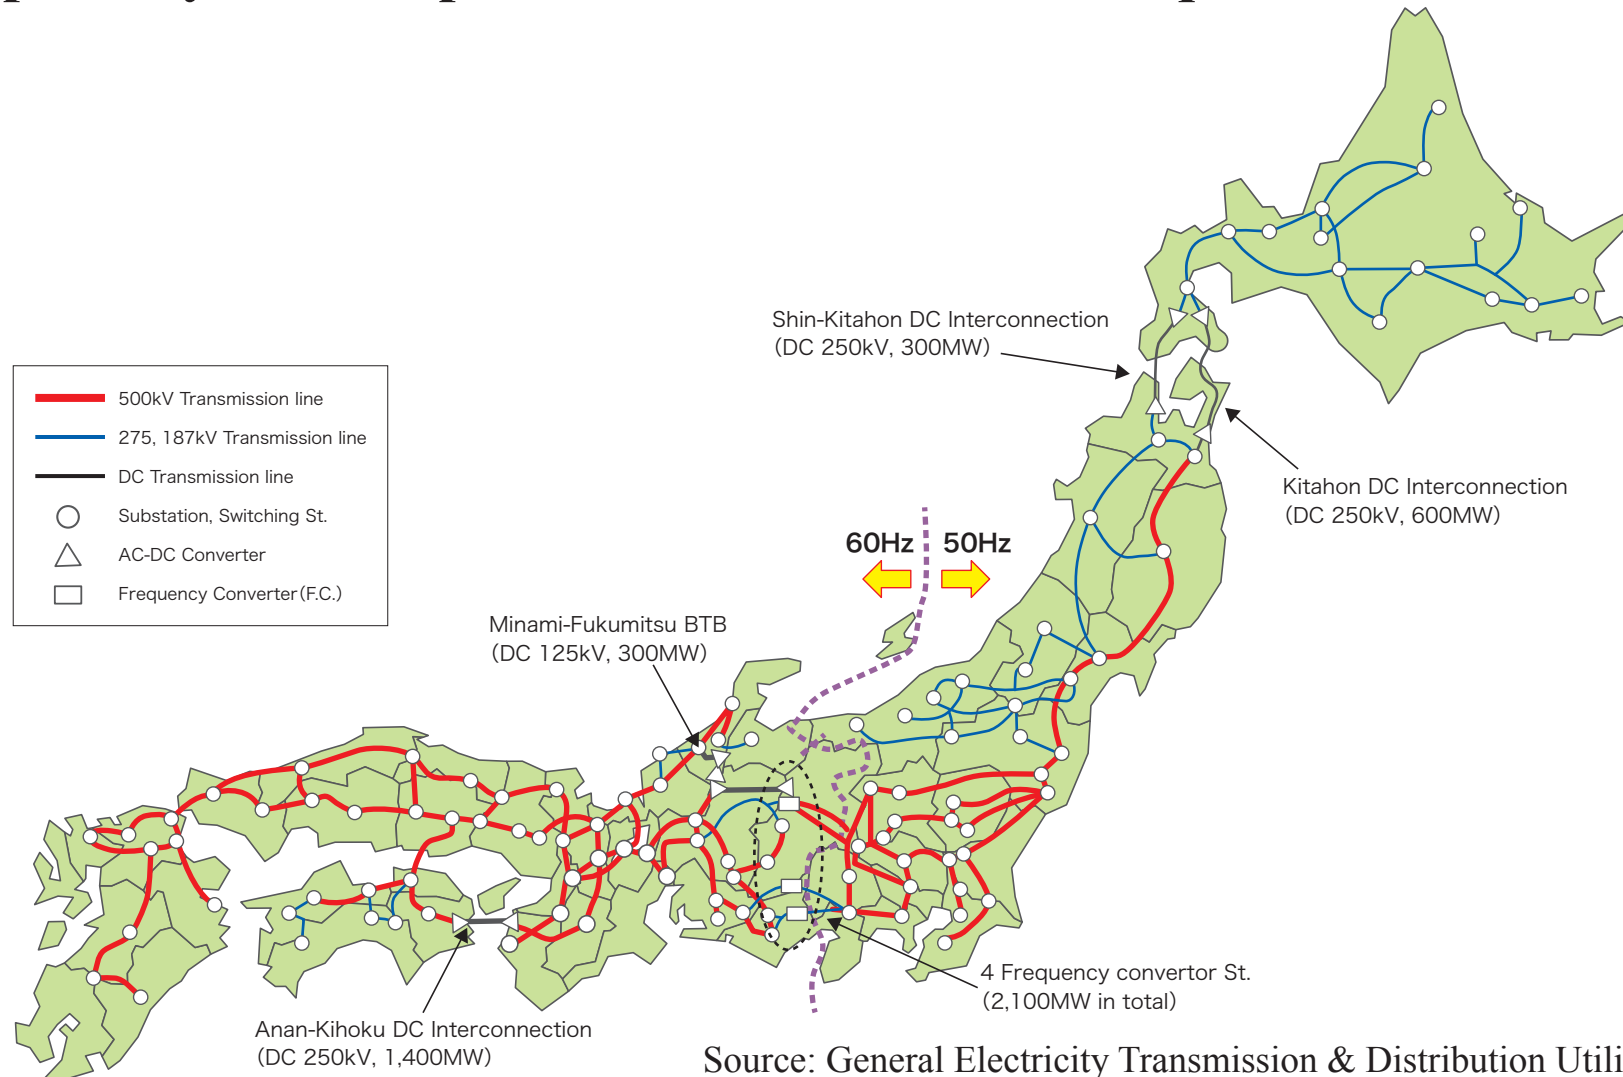 Shin-Kitahon DC Interconnection
(DC 250kV, 300MW)
500kV Transmission line
275, 187kV Transmission line
DC Transmission line
Substation, Switching St.
AC-DC Converter
Frequency Converter(F.C.)
Kitahon DC Interconnection
(DC 250kV, 600MW)
60Hz 50Hz
Minami-Fukumitsu BTB
(DC 125kV, 300MW)
4 Frequency convertor St.
(2,100MW in total)
Anan-Kihoku DC Interconnection
(DC 250kV, 1,400MW)
Source: General Electricity Transmission & Distribution Utili